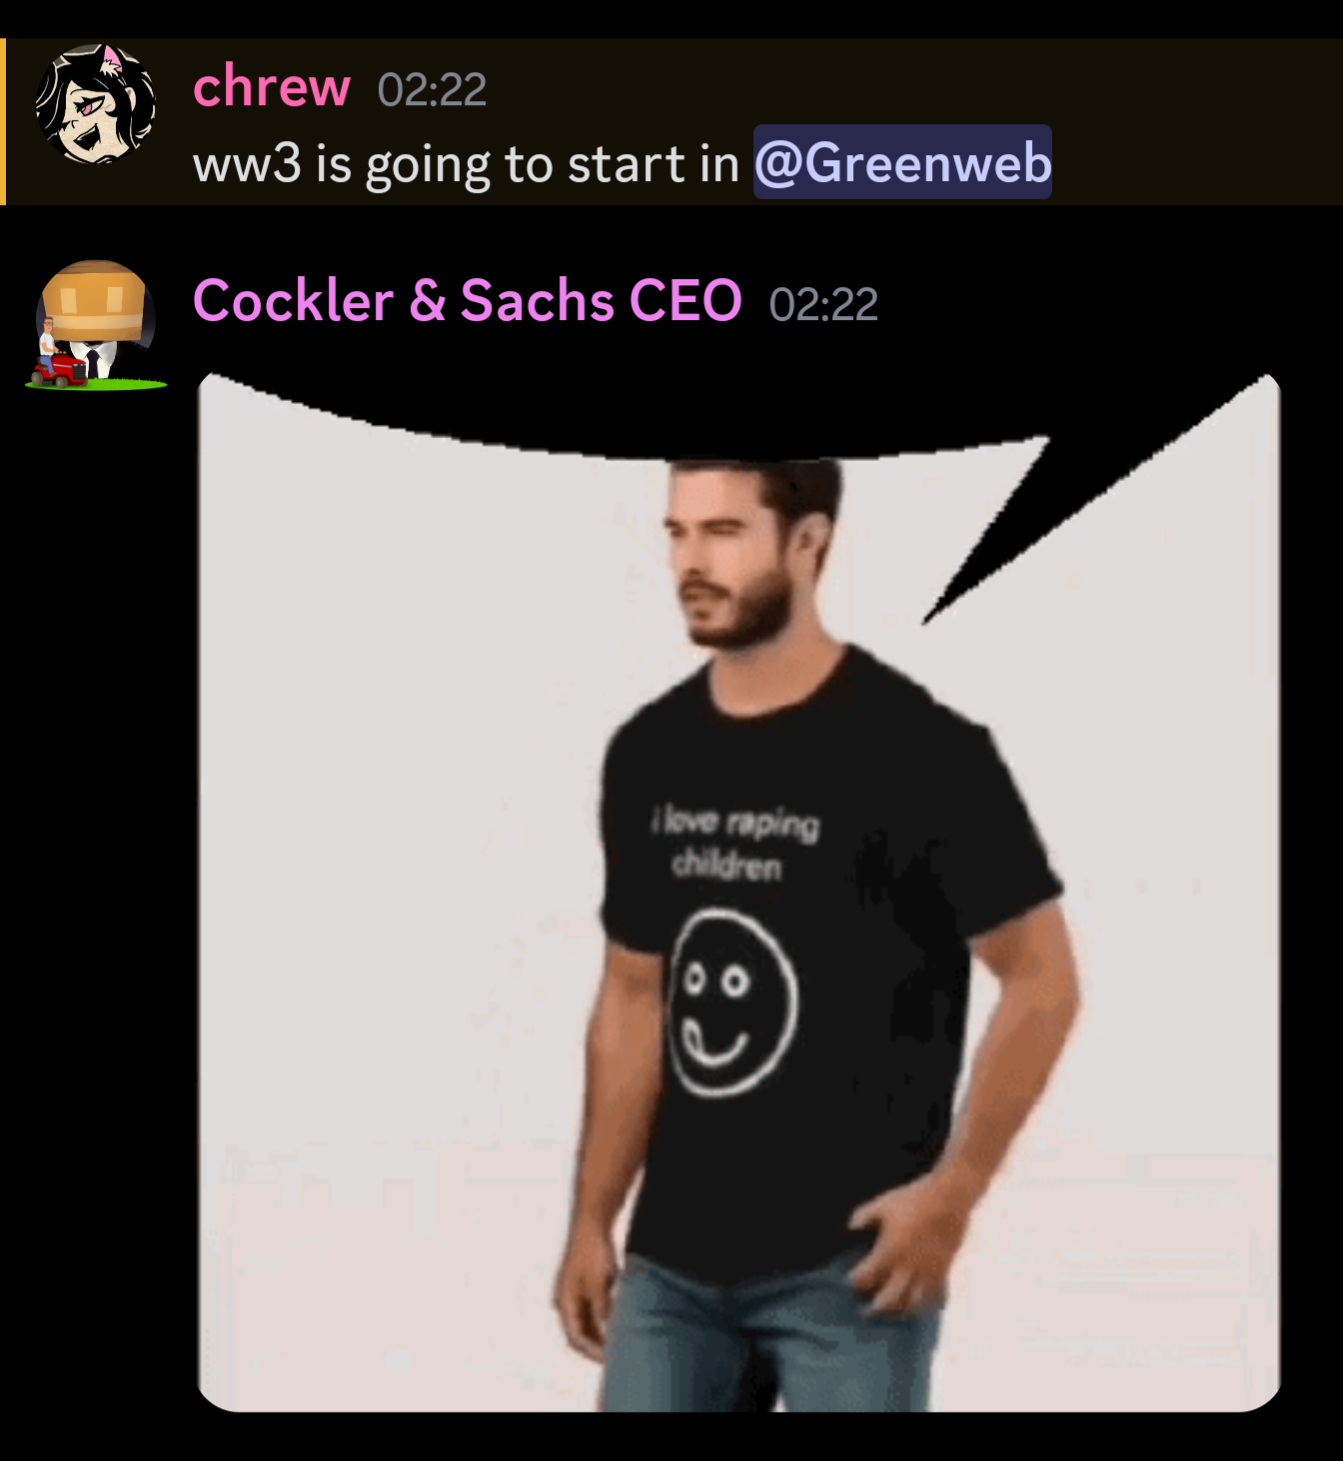 chrew 02:22
ww3 is going to start in @Greenweb
Cockler & Sachs CEO 02:22
i love raping
children